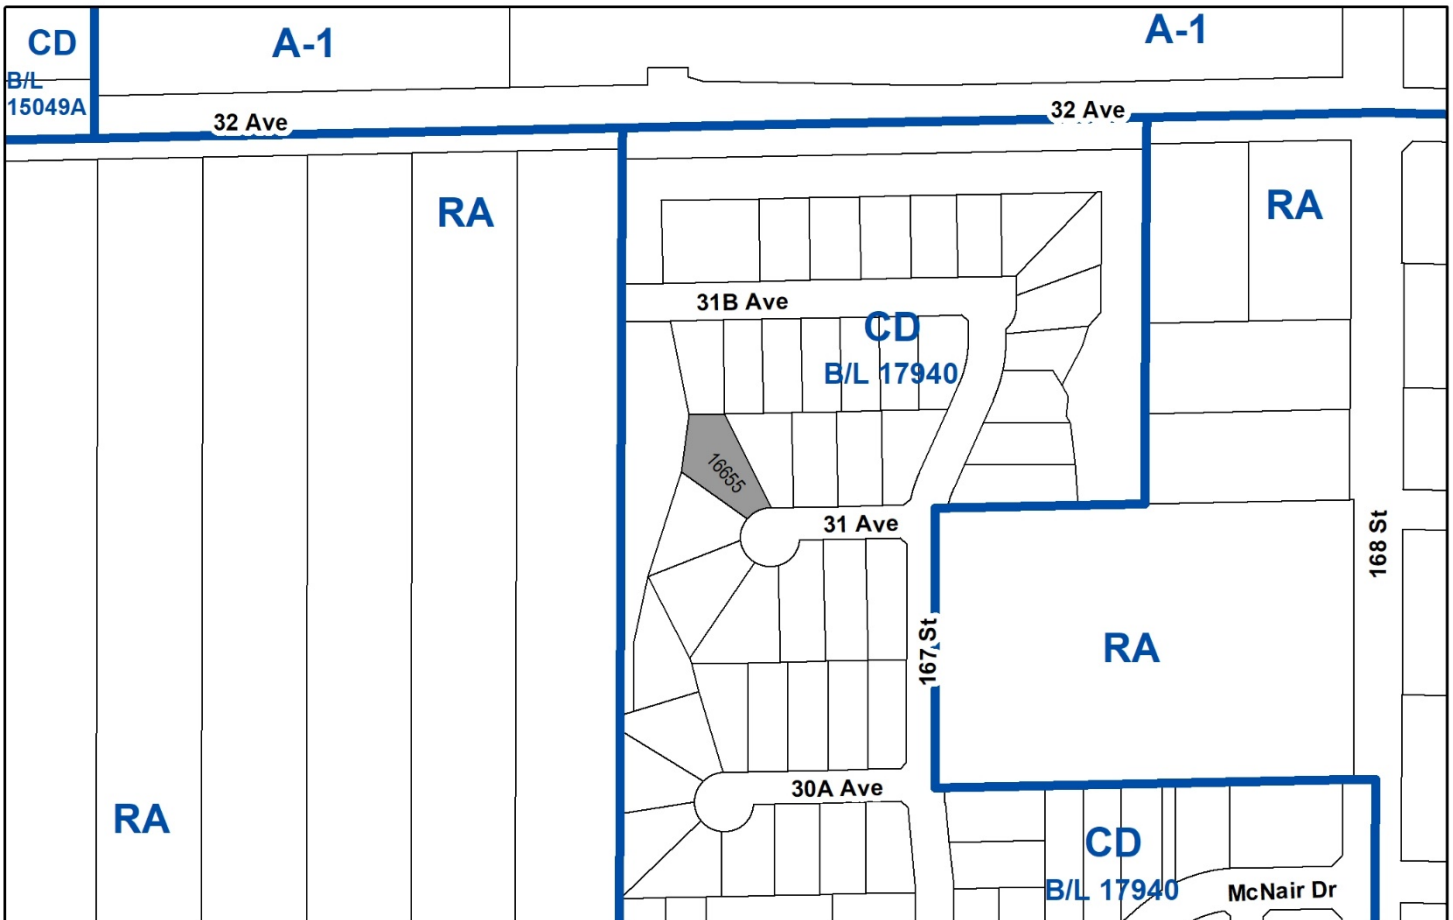 CD
B/L
15049A
A-1
A-1
32 Ave
32 Ave
RA
RA
31B Ave
CD
B/L 17940
16655
31 Ave
168 St
167 St
RA
30A Ave
RA
CD
B/L 17940
McNair Dr